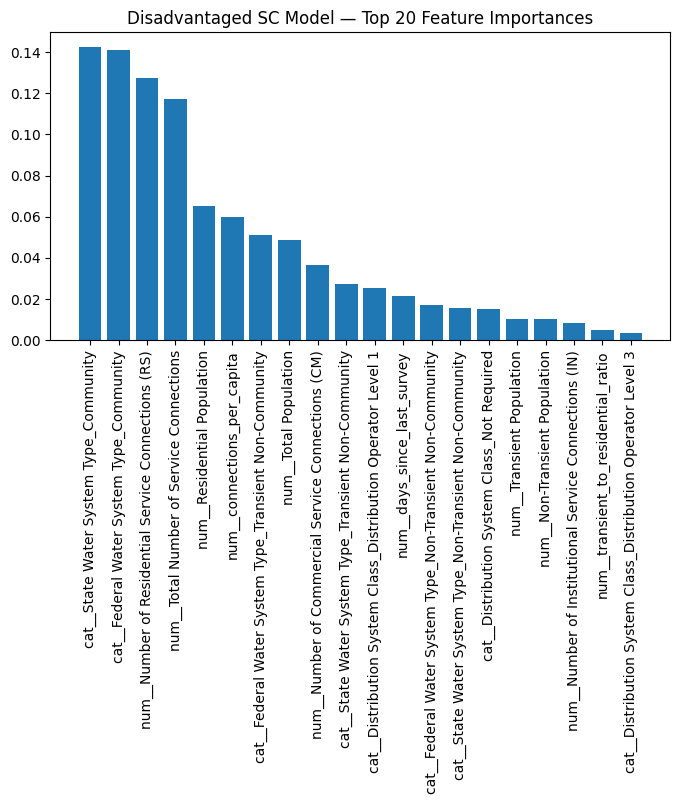 Disadvantaged SC Model — Top 20 Feature Importances
0.14
0.12
0.10
0.08
0.06
0.04
0.02
0.00
cat__State Water System Type_Community
cat__Federal Water System Type_Community
num__Number of Residential Service Connections (RS)
num__Total Number of Service Connections
num__Residential Population
num__connections_per_capita
cat__Federal Water System Type_Transient Non-Community
num__Total Population
num__Number of Commercial Service Connections (CM)
cat__State Water System Type_Transient Non-Community
cat__Distribution System Class_Distribution Operator Level 1
num__days_since_last_survey
cat__Federal Water System Type_Non-Transient Non-Community
cat__State Water System Type_Non-Transient Non-Community
cat__Distribution System Class_Not Required
num__Transient Population
num__Non-Transient Population
num__Number of Institutional Service Connections (IN)
num__transient_to_residential_ratio
cat__Distribution System Class_Distribution Operator Level 3